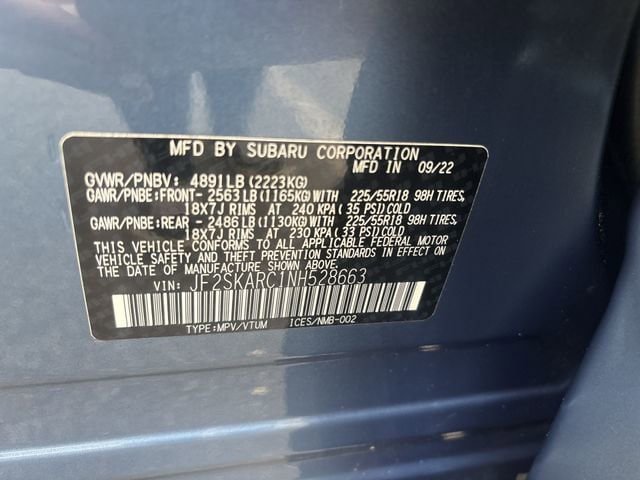 MFD BY SUBARU CORPORATION
MFD IN 09/22
GVWR/PNBV: 4891LB (2223KG)
GAWR/PNBE:FRONT- 2563LB (1165KG) WITH 225/55R18 98H TIRES,
18X7J RIMS AT 240 KPA ( 35 PSI) COLD
GAWR/PNBE:REAR - 2486LB (1130KG) WITH 225/55R18 98H TIRES,
18X7J RIMS AT 230 KPA ( 33 PSI) COLD
THIS VEHICLE CONFORMS TO ALL APPLICABLE FEDERAL MOTOR
VEHICLE SAFETY AND THEFT PREVENTION STANDARDS IN EFFECT ON
THE DATE OF MANUFACTURE SHOWN ABOVE.
VIN: JF2SKARC1NH528663
TYPE:MPV/VTUM ICES/NMB-002